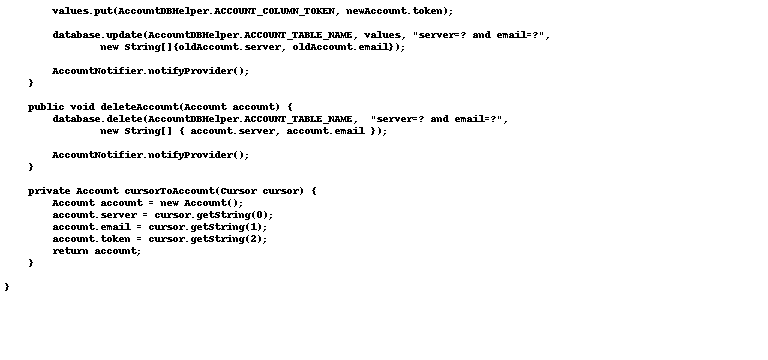 values.put(AccountDBHelper.ACCOUNT_COLUMN_TOKEN, newAccount.token);
database.update(AccountDBHelper.ACCOUNT_TABLE_NAME, values, "server=? and email=?",
new String[]{oldAccount.server, oldAccount.email});
AccountNotifier.notifyProvider();
}
public void deleteAccount(Account account) {
database.delete(AccountDBHelper.ACCOUNT_TABLE_NAME,  "server=? and email=?",
new String[] { account.server, account.email });
AccountNotifier.notifyProvider();
}
private Account cursorToAccount(Cursor cursor) {
Account account = new Account();
account.server = cursor.getString(0);
account.email = cursor.getString(1);
account.token = cursor.getString(2);
return account;
}
}